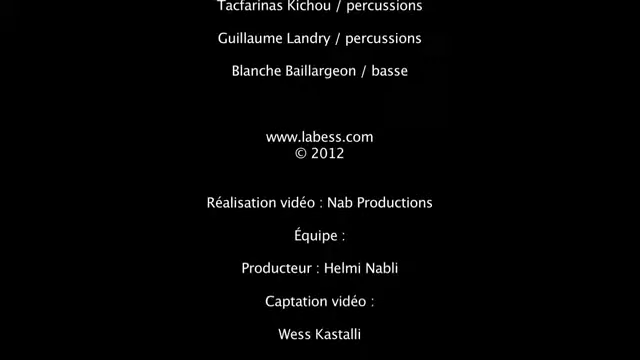 Tacfarinas Kichou / percussions
Guillaume Landry / percussions
Blanche Baillargeon / basse
www.labess.com
© 2012
Réalisation vidéo : Nab Productions
Équipe :
Producteur : Helmi Nabli
Captation vidéo :
Wess Kastalli